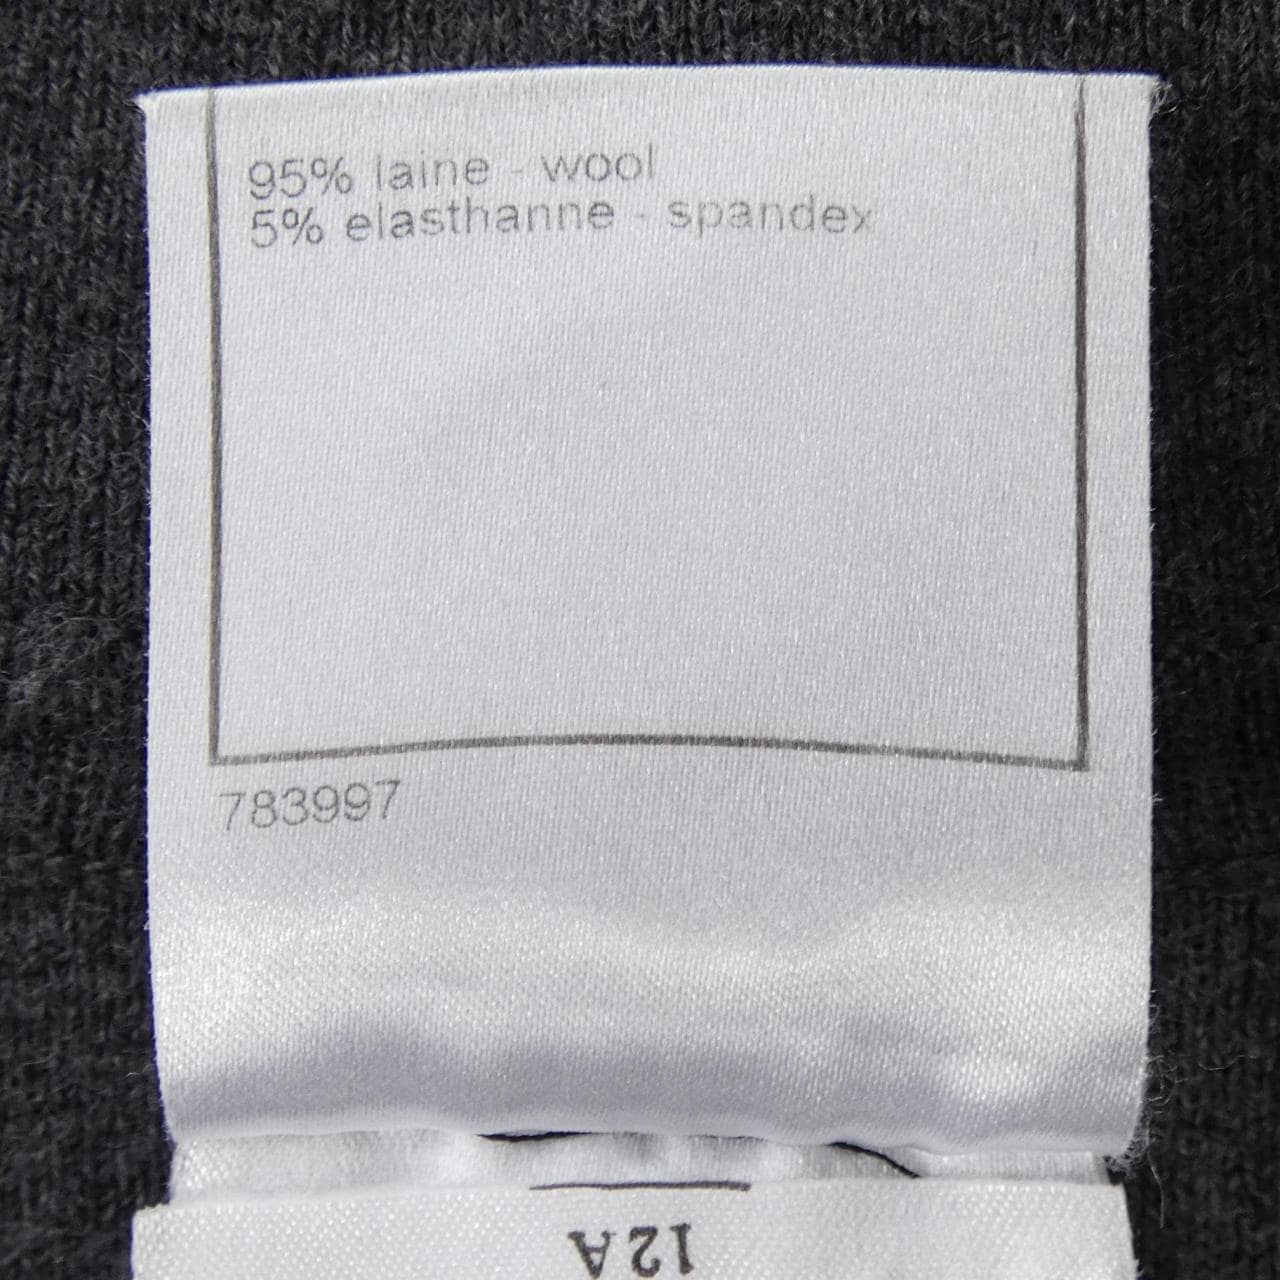 95% laine - wool
5% elasthanne - spandex
783997
12A